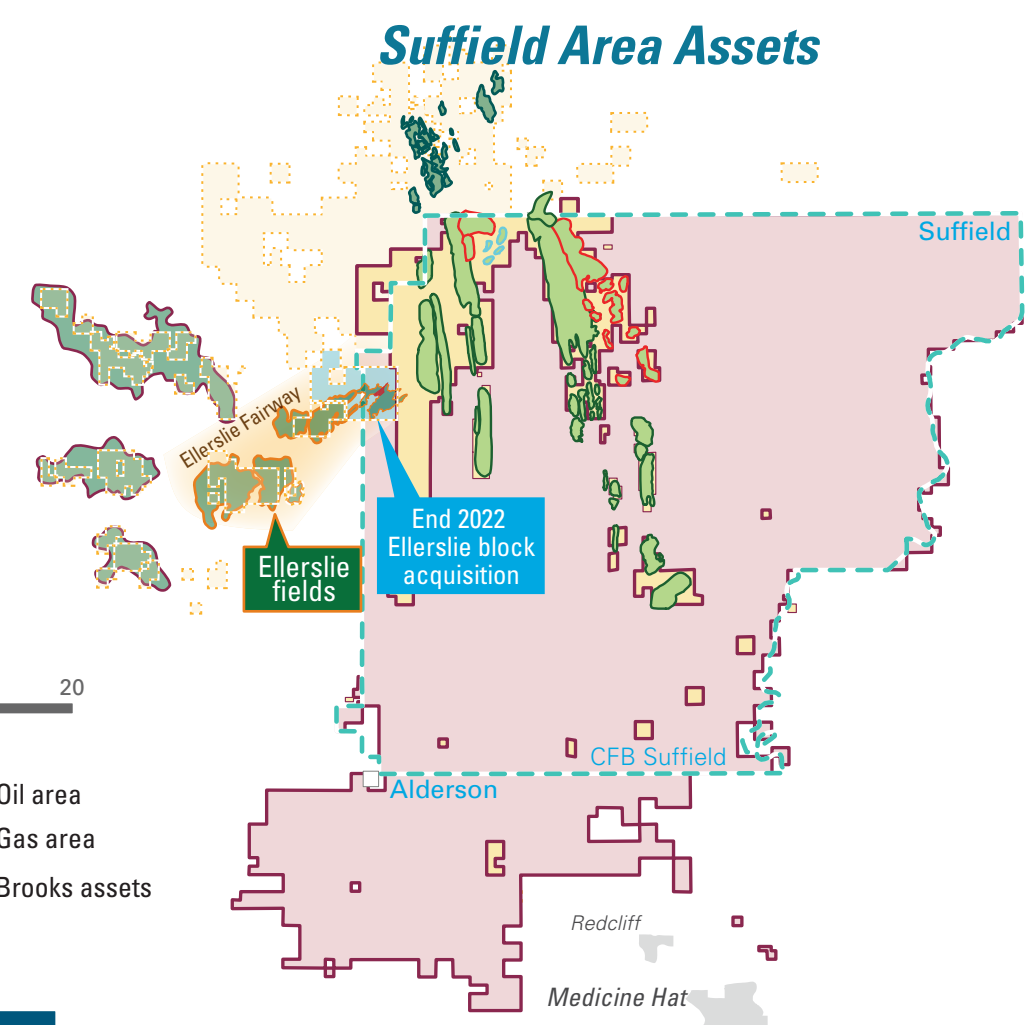 Suffield Area Assets
Suffield
Ellerslie Fairway
End 2022
Ellerslie block
acquisition
Ellerslie
fields
20
CFB Suffield
Alderson
Oil area
Gas area
Brooks assets
Redcliff
Medicine Hat